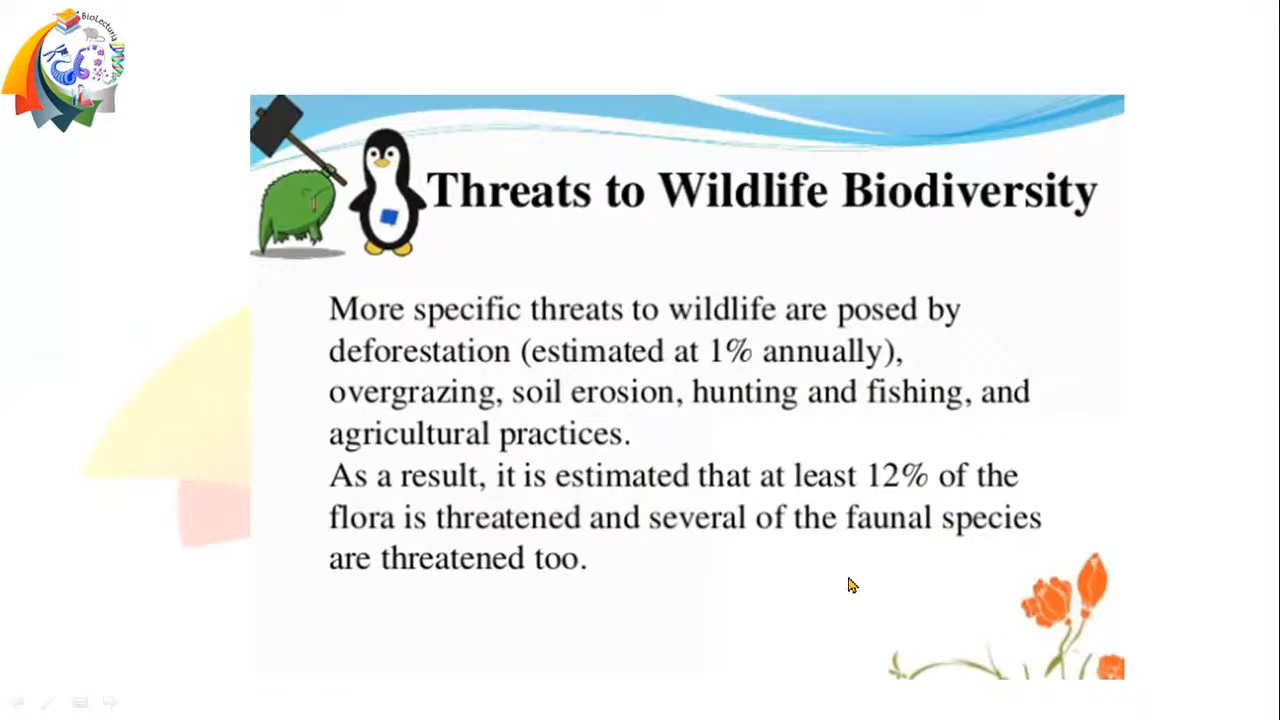 BioLecturia
Threats to Wildlife Biodiversity
More specific threats to wildlife are posed by
deforestation (estimated at 1% annually),
overgrazing, soil erosion, hunting and fishing, and
agricultural practices.
As a result, it is estimated that at least 12% of the
flora is threatened and several of the faunal species
are threatened too.